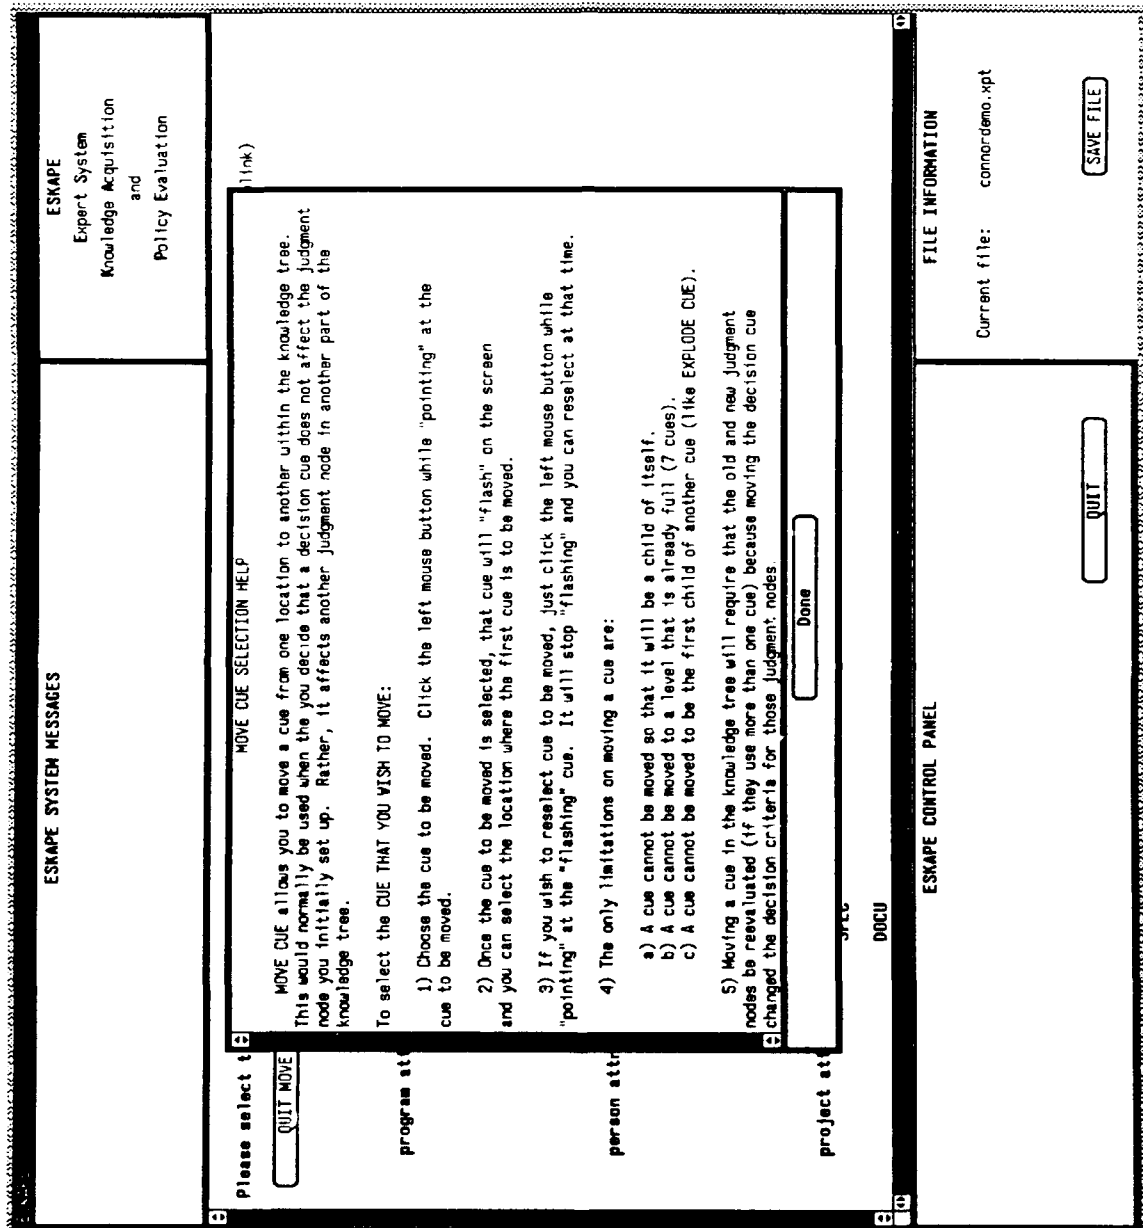 ESKAPE SYSTEM MESSAGES
ESKAPE
Expert System
Knowledge Acquisition
and
Policy Evaluation
Please select t
link)
QUIT MOVE
program at
person attr
project at
SPEC
DOCU
MOVE CUE SELECTION HELP
MOVE CUE allows you to move a cue from one location to another within the knowledge tree.
This would normally be used when the you decide that a decision cue does not affect the judgment
node you initially set up. Rather, it affects another judgment node in another part of the
knowledge tree.
To select the CUE THAT YOU WISH TO MOVE:
1) Choose the cue to be moved. Click the left mouse button while "pointing" at the
cue to be moved.
2) Once the cue to be moved is selected, that cue will "flash" on the screen
and you can select the location where the first cue is to be moved.
3) If you wish to reselect cue to be moved, just click the left mouse button while
"pointing" at the "flashing" cue. It will stop "flashing" and you can reselect at that time.
4) The only limitations on moving a cue are:
a) A cue cannot be moved so that it will be a child of itself.
b) A cue cannot be moved to a level that is already full (7 cues).
c) A cue cannot be moved to be the first child of another cue (like EXPLODE CUE).
5) Moving a cue in the knowledge tree will require that the old and new judgment
nodes be reevaluated (if they use more than one cue) because moving the decision cue
changed the decision criteria for those judgment nodes.
Done
ESKAPE CONTROL PANEL
QUIT
FILE INFORMATION
Current file: connordemo.xpt
SAVE FILE